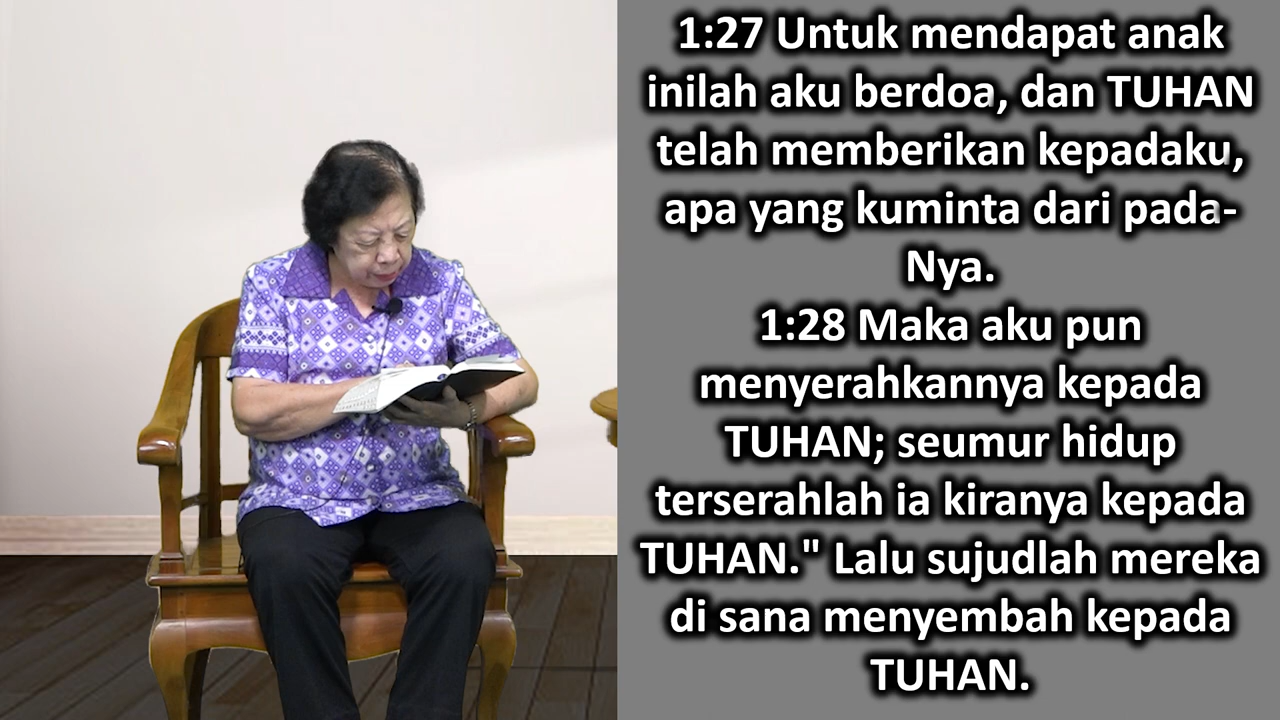 1:27 Untuk mendapat anak
inilah aku berdoa, dan TUHAN
telah memberikan kepadaku,
apa yang kuminta dari pada-
Nya.
1:28 Maka aku pun
menyerahkannya kepada
TUHAN; seumur hidup
terserahlah ia kiranya kepada
TUHAN." Lalu sujudlah mereka
di sana menyembah kepada
TUHAN.